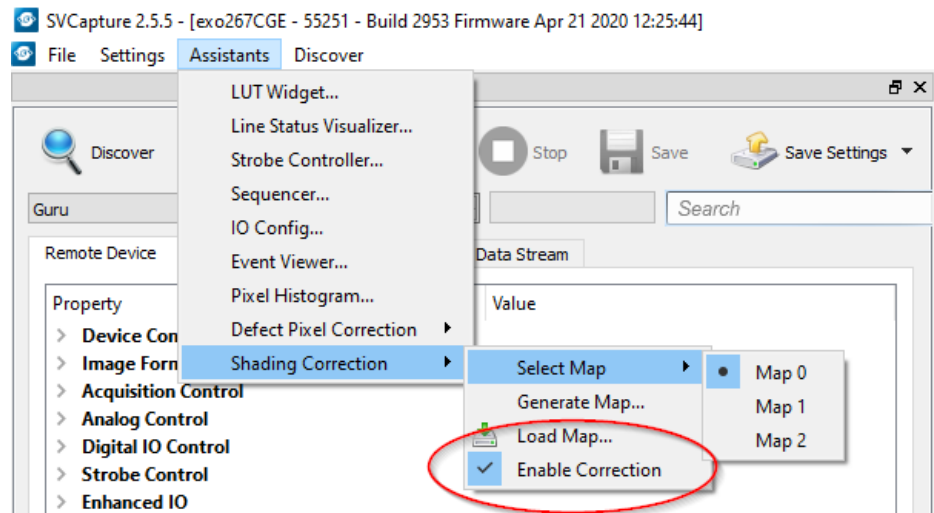 SVCapture 2.5.5 - [exo267CGE - 55251 - Build 2953 Firmware Apr 21 2020 12:25:44]
File Settings Assistants Discover
LUT Widget...
Line Status Visualizer...
Discover Strobe Controller... Stop Save Save Settings
Sequencer...
Guru Search
IO Config...
Remote Device Event Viewer... Data Stream
Pixel Histogram...
Property Value
Defect Pixel Correction
Device Con
Image Form Shading Correction Select Map Map 0
Acquisition Control
Generate Map... Map 1
Analog Control
Load Map... Map 2
Digital IO Control
Strobe Control Enable Correction
Enhanced IO